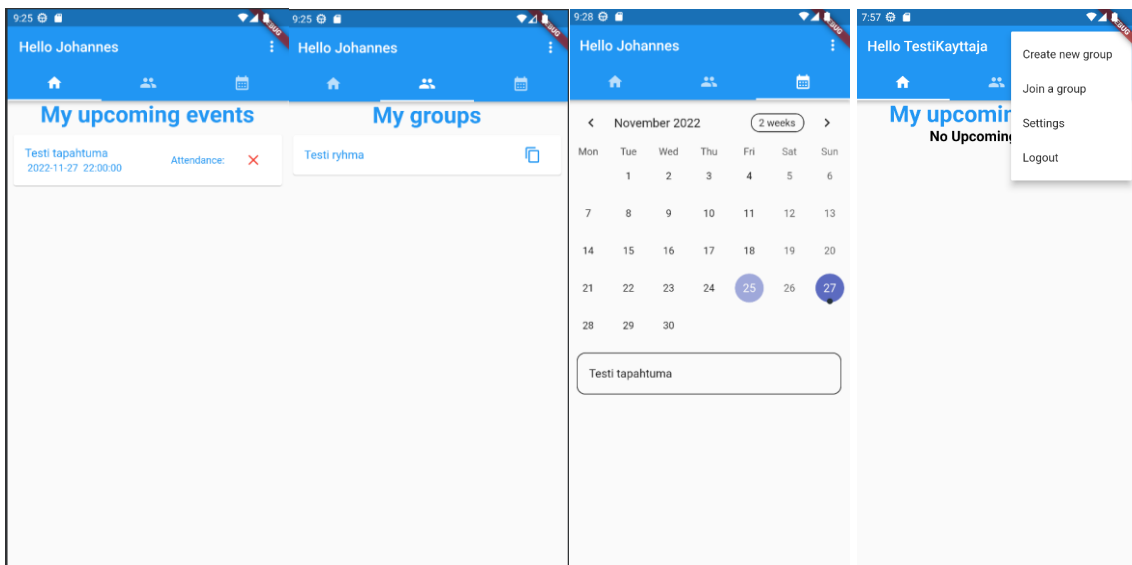 9:25
Hello Johannes
My upcoming events
Testi tapahtuma
2022-11-27 22:00:00
Attendance:
9:25
Hello Johannes
My groups
Testi ryhma
9:28
Hello Johannes
November 2022
2 weeks
Mon Tue Wed Thu Fri Sat Sun
1 2 3 4 5 6
7 8 9 10 11 12 13
14 15 16 17 18 19 20
21 22 23 24 25 26 27
28 29 30
Testi tapahtuma
7:57
Hello TestiKayttaja
My upcomin
No Upcoming
Create new group
Join a group
Settings
Logout